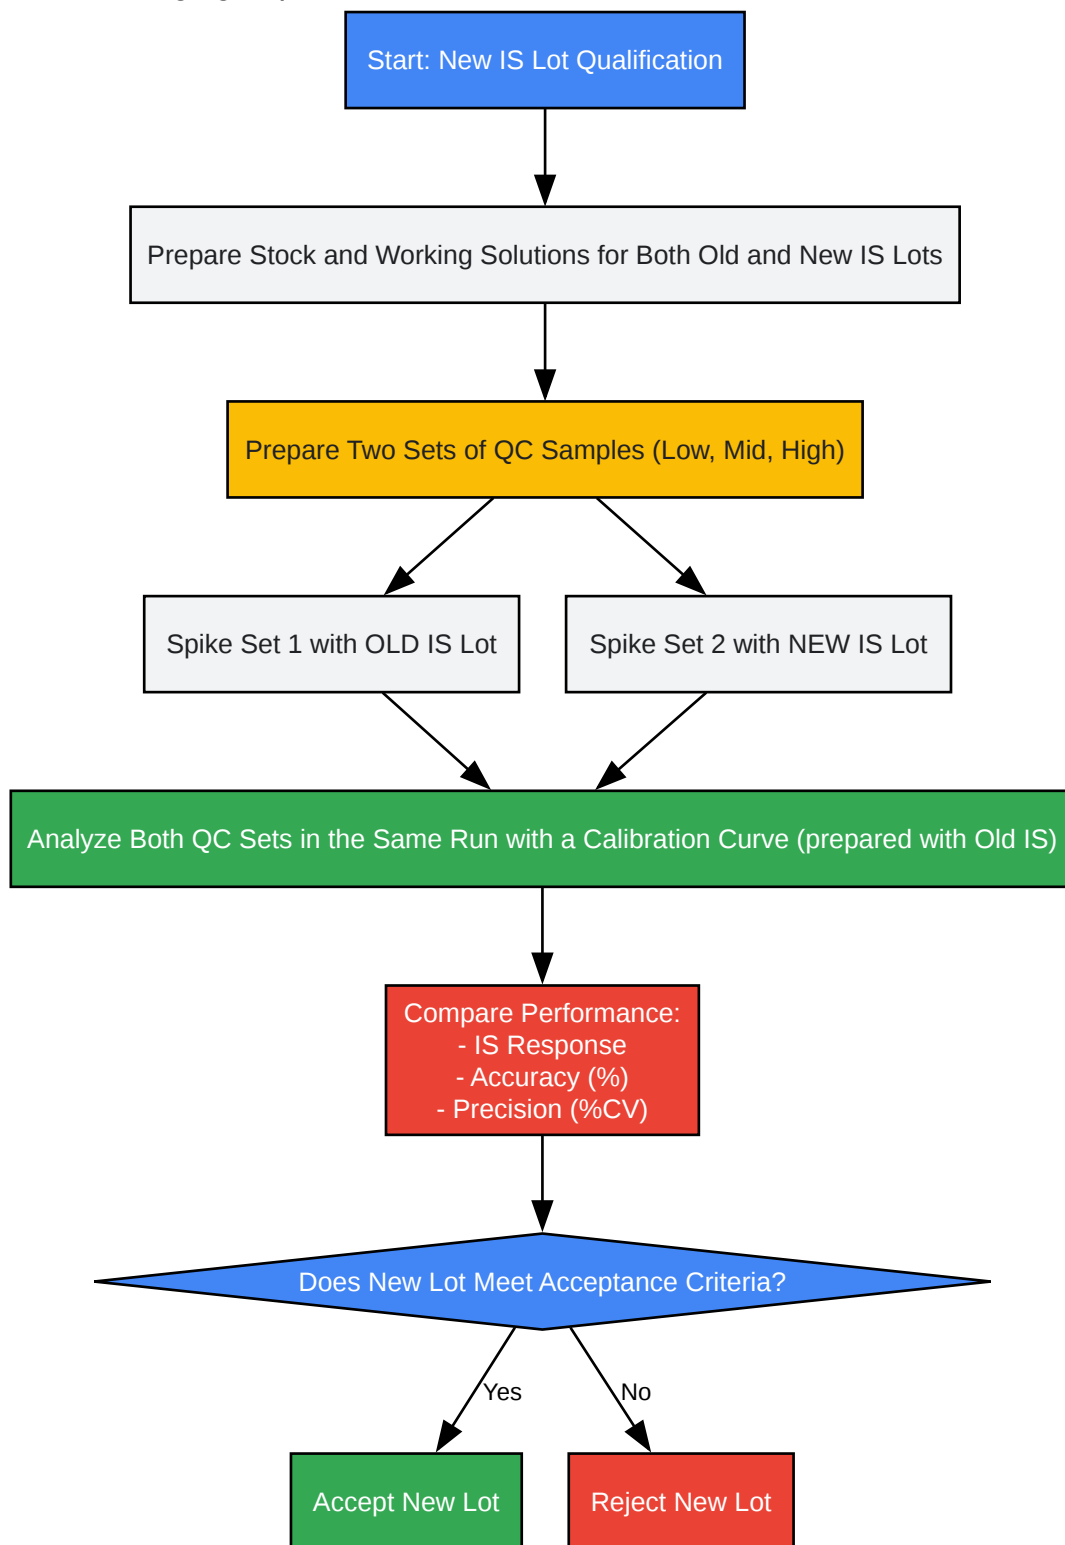 Start: New IS Lot Qualification
Prepare Stock and Working Solutions for Both Old and New IS Lots
Prepare Two Sets of QC Samples (Low, Mid, High)
Spike Set 1 with OLD IS Lot
Spike Set 2 with NEW IS Lot
Analyze Both QC Sets in the Same Run with a Calibration Curve (prepared with Old IS)
Compare Performance:
- IS Response
- Accuracy (%)
- Precision (%CV)
Does New Lot Meet Acceptance Criteria?
Yes
No
Accept New Lot
Reject New Lot